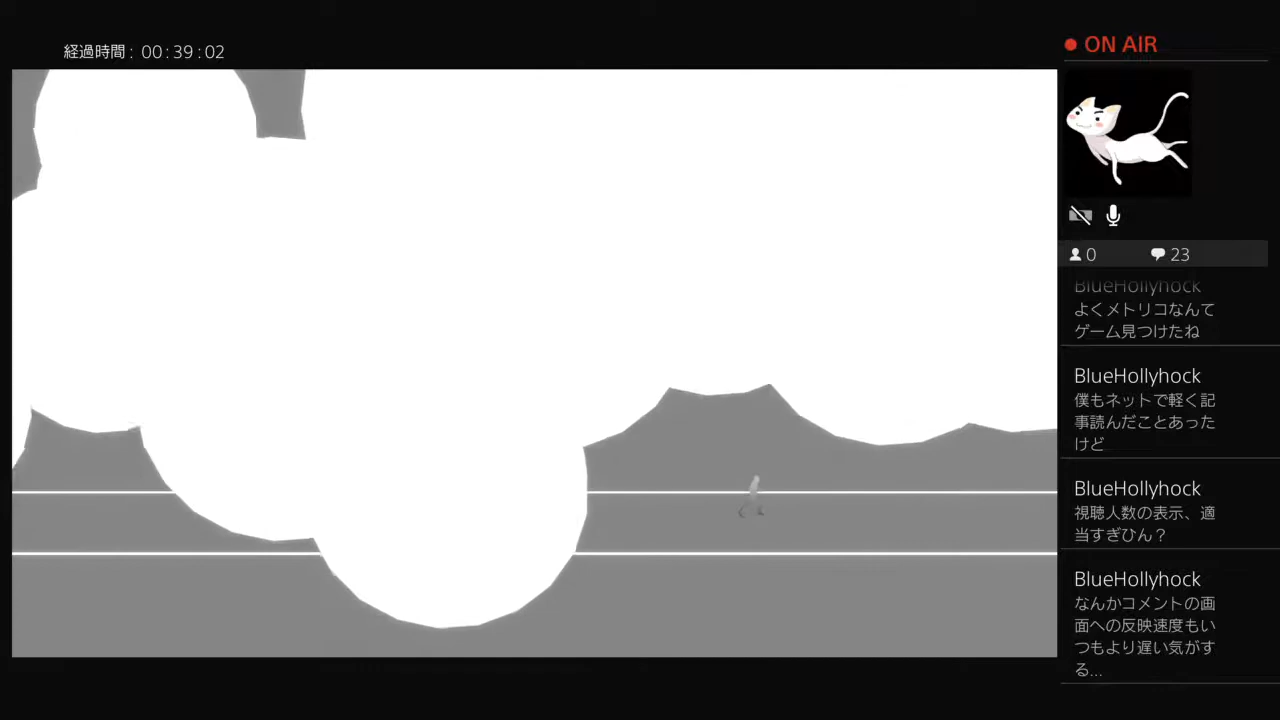 経過時間 : 00:39:02
ON AIR
0
23
BlueHollyhock
よくメトリコなんて
ゲーム見つけたね
BlueHollyhock
僕もネットで軽く記
事読んだことあった
けど
BlueHollyhock
視聴人数の表示、適
当すぎひん?
BlueHollyhock
なんかコメントの画
面への反映速度もい
つもより遅い気がす
る...